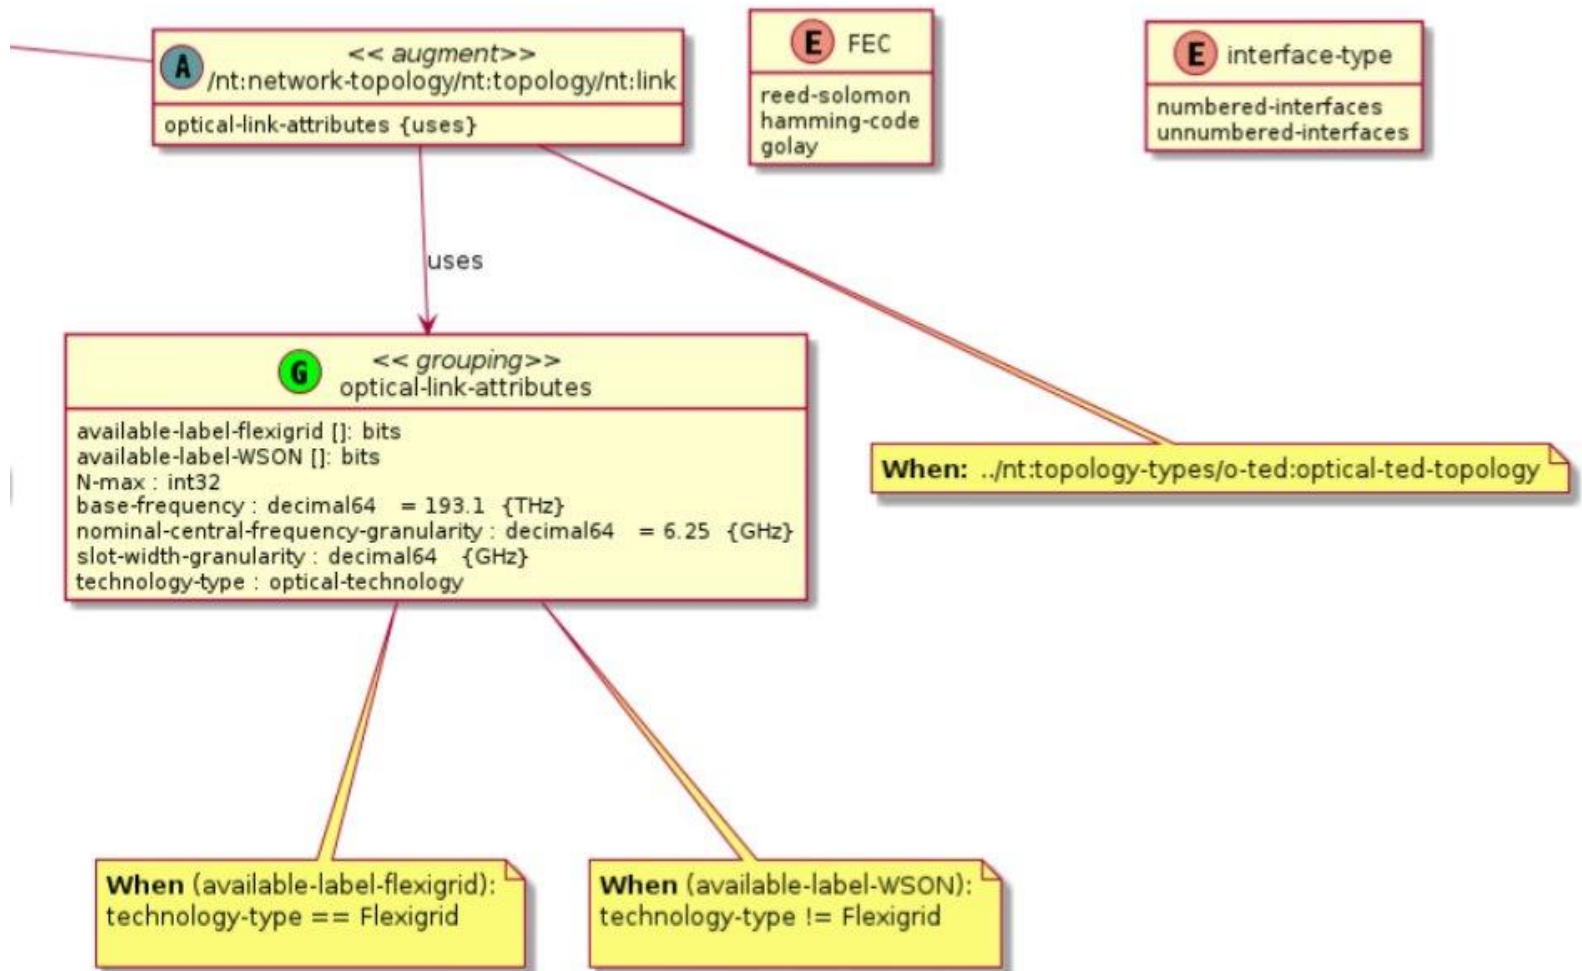 A
<< augment>>
/nt:network-topology/nt:topology/nt:link
optical-link-attributes {uses}
E FEC
reed-solomon
hamming-code
golay
E interface-type
numbered-interfaces
unnumbered-interfaces
uses
G
<< grouping>>
optical-link-attributes
available-label-flexigrid []: bits
available-label-WSON []: bits
N-max : int32
base-frequency : decimal64 = 193.1 {THz}
nominal-central-frequency-granularity : decimal64 = 6.25 {GHz}
slot-width-granularity : decimal64 {GHz}
technology-type : optical-technology
When: ../nt:topology-types/o-ted:optical-ted-topology
When (available-label-flexigrid):
technology-type == Flexigrid
When (available-label-WSON):
technology-type != Flexigrid